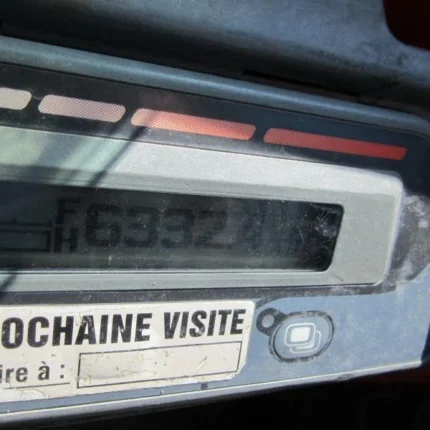 F
H 6332
OCHAINE VISITE
ire à :